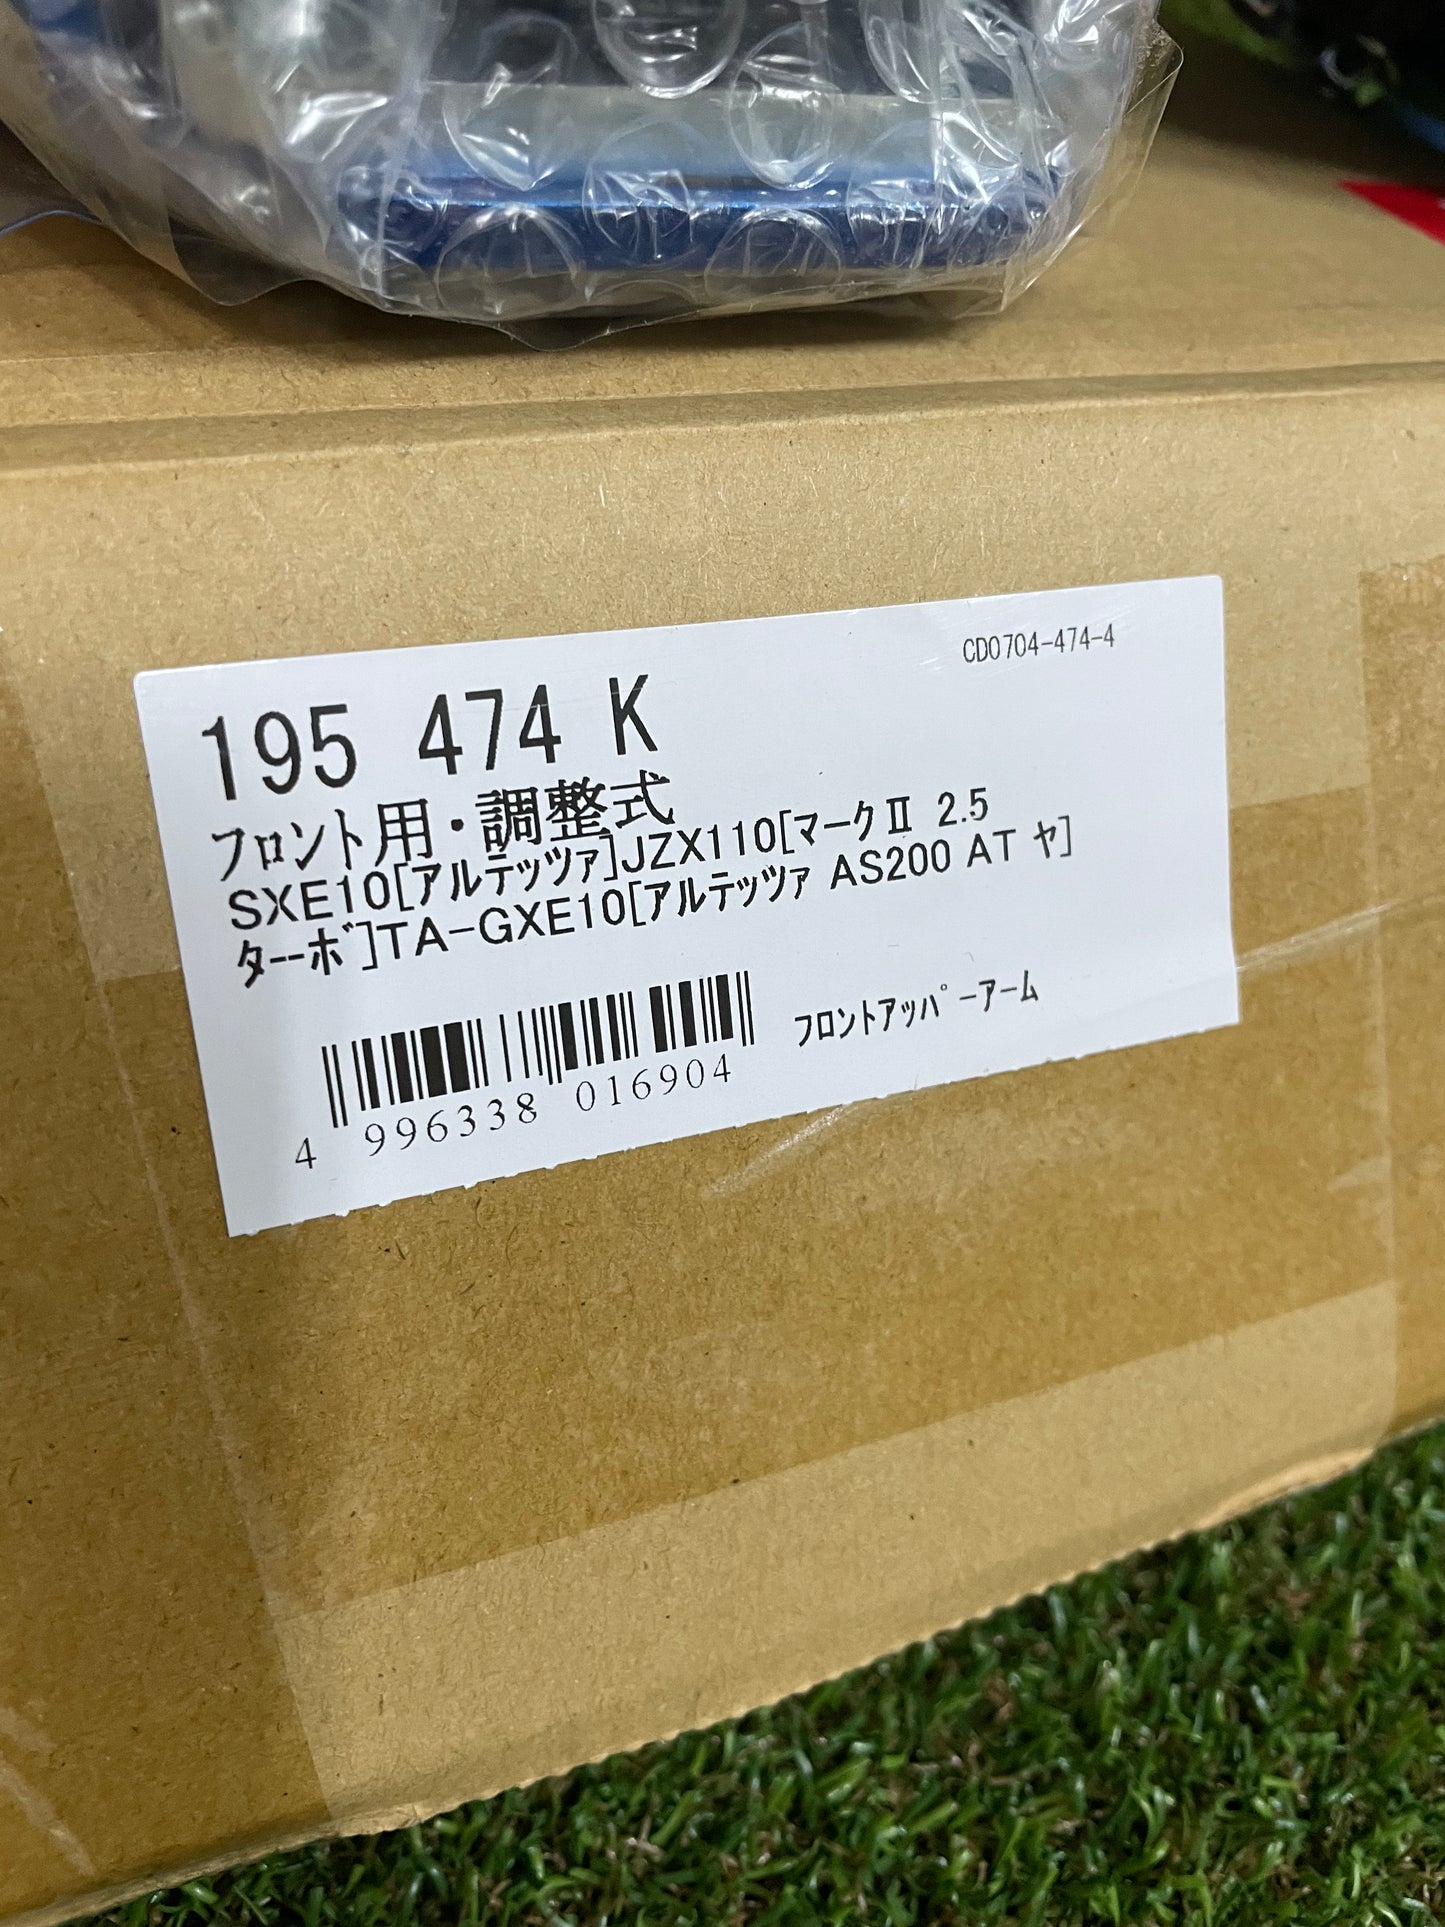 CD0704-474-4
195 474 K
フロント用・調整式
SXE10[アルテッツァ]JZX110[マークⅡ 2.5
ターボ]TA-GXE10[アルテッツァ AS200 AT ヤ]
フロントアッパーアーム
4 996338 016904